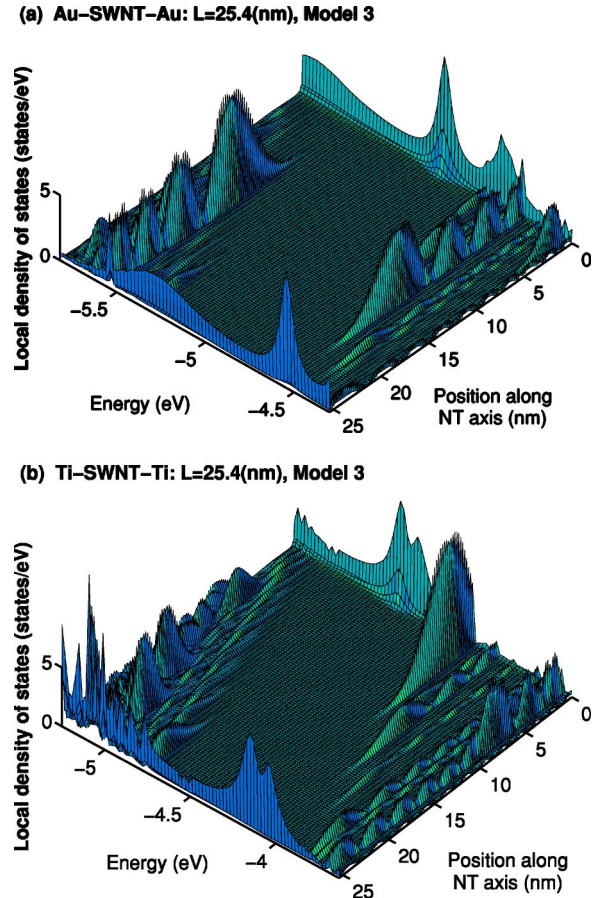 (a) Au–SWNT–Au: L=25.4(nm), Model 3
Local density of states (states/eV)
5
0
−5.5
−5
−4.5
Energy (eV)
0
5
10
15
20
25
Position along
NT axis (nm)
(b) Ti–SWNT–Ti: L=25.4(nm), Model 3
Local density of states (states/eV)
5
0
−5
−4.5
−4
Energy (eV)
0
5
10
15
20
25
Position along
NT axis (nm)